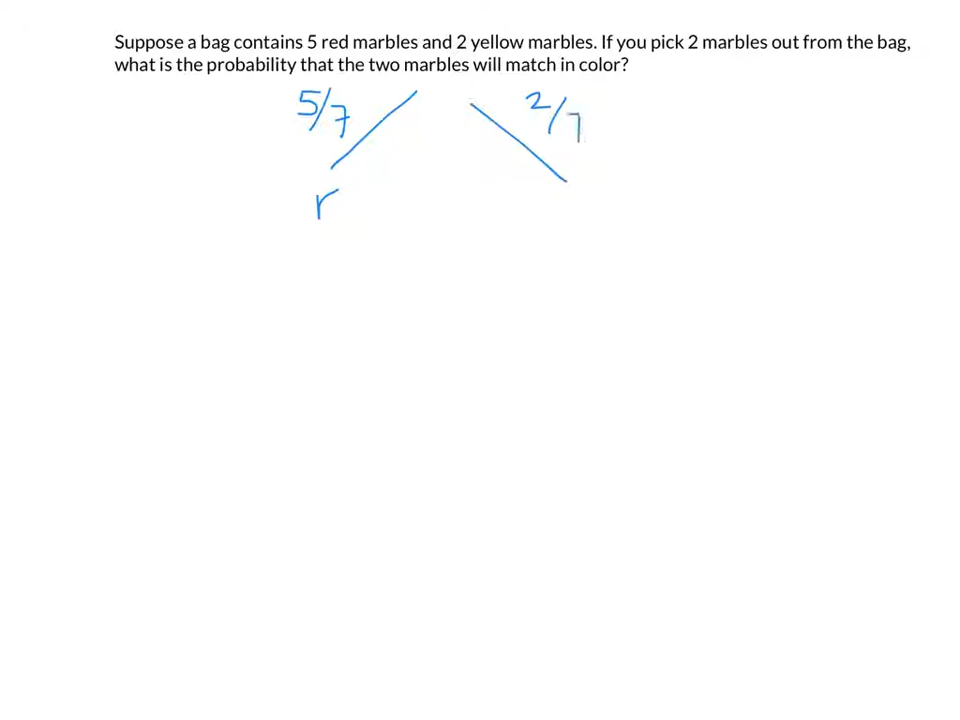 Suppose a bag contains 5 red marbles and 2 yellow marbles. If you pick 2 marbles out from the bag,
what is the probability that the two marbles will match in color?
5/7 2/7
r